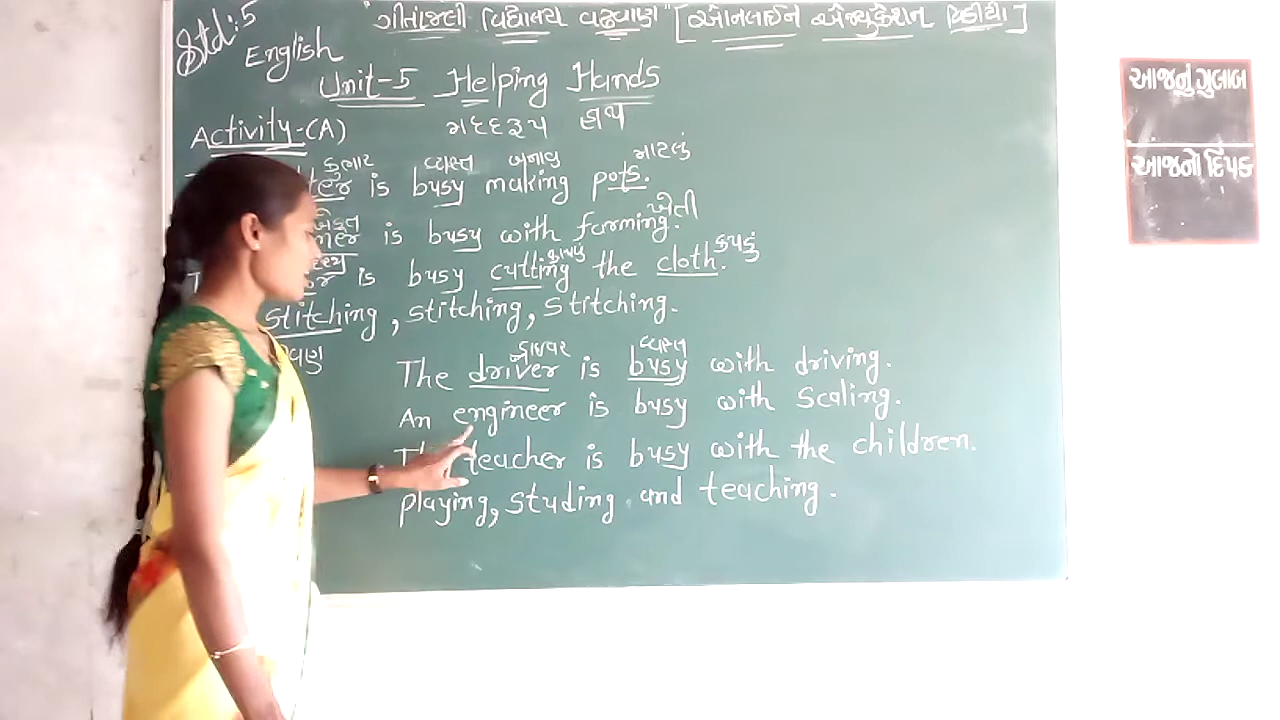 Std:5
"ગીતાંજલી વિદ્યાલય વઢવાણ" [ઓનલાઈન એજ્યુકેશન વિડીયો]
English
Unit-5 Helping Hands
મદદરૂપ હાથ
Activity-(A)
કુંભાર વ્યસ્ત બનાવુ માટલું
is busy making pots.
ખેતી
is busy with farming.
કાપવું કપડું
is busy cutting the cloth.
stitching, stitching, stitching.
ડ્રાઇવર વ્યસ્ત
The driver is busy with driving.
An engineer is busy with Scaling.
teacher is busy with the children.
playing, studing and teaching.
આજનું ગુલાબ
આજનો દિપક